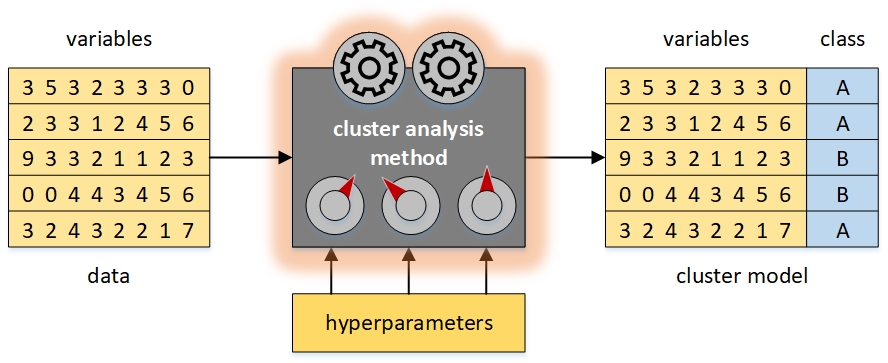 variables
3 5 3 2 3 3 3 0
2 3 3 1 2 4 5 6
9 3 3 2 1 1 2 3
0 0 4 4 3 4 5 6
3 2 4 3 2 2 1 7
data
cluster analysis
method
hyperparameters
variables class
3 5 3 2 3 3 3 0 A
2 3 3 1 2 4 5 6 A
9 3 3 2 1 1 2 3 B
0 0 4 4 3 4 5 6 B
3 2 4 3 2 2 1 7 A
cluster model